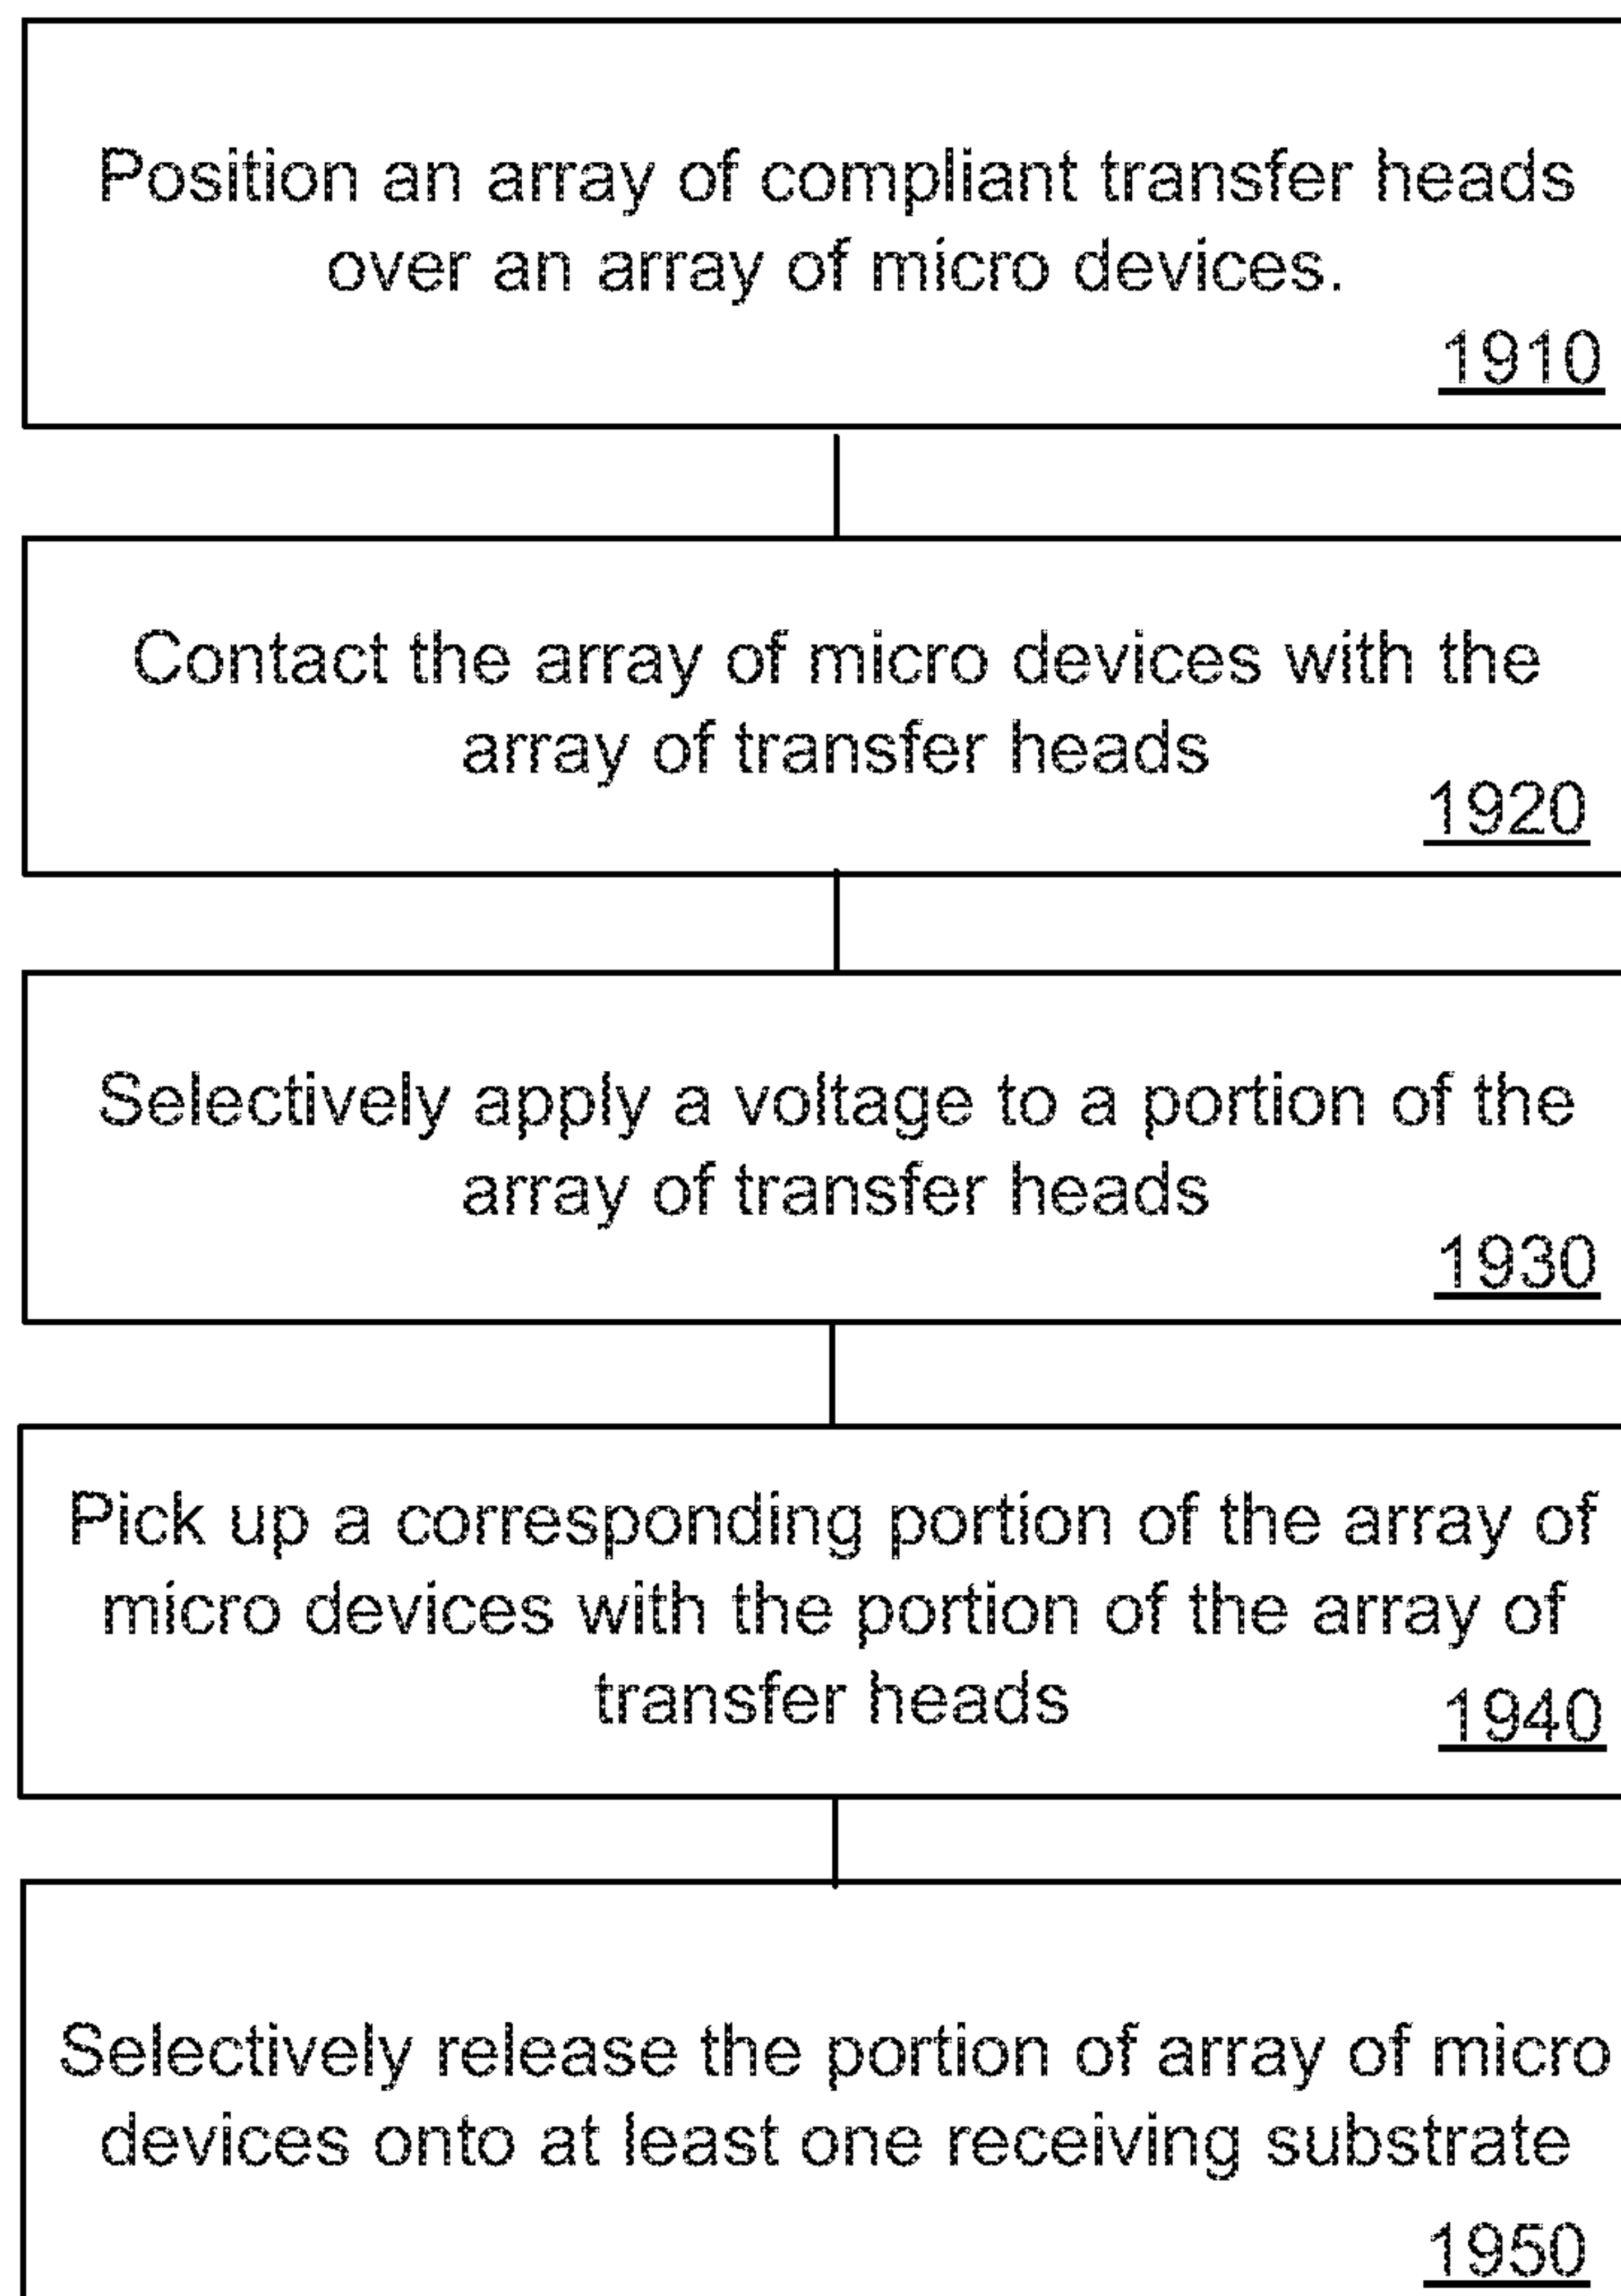 Position an array of compliant transfer heads
over an array of micro devices.
1910
Contact the array of micro devices with the
array of transfer heads
1920
Selectively apply a voltage to a portion of the
array of transfer heads
1930
Pick up a corresponding portion of the array of
micro devices with the portion of the array of
transfer heads 1940
Selectively release the portion of array of micro
devices onto at least one receiving substrate
1950